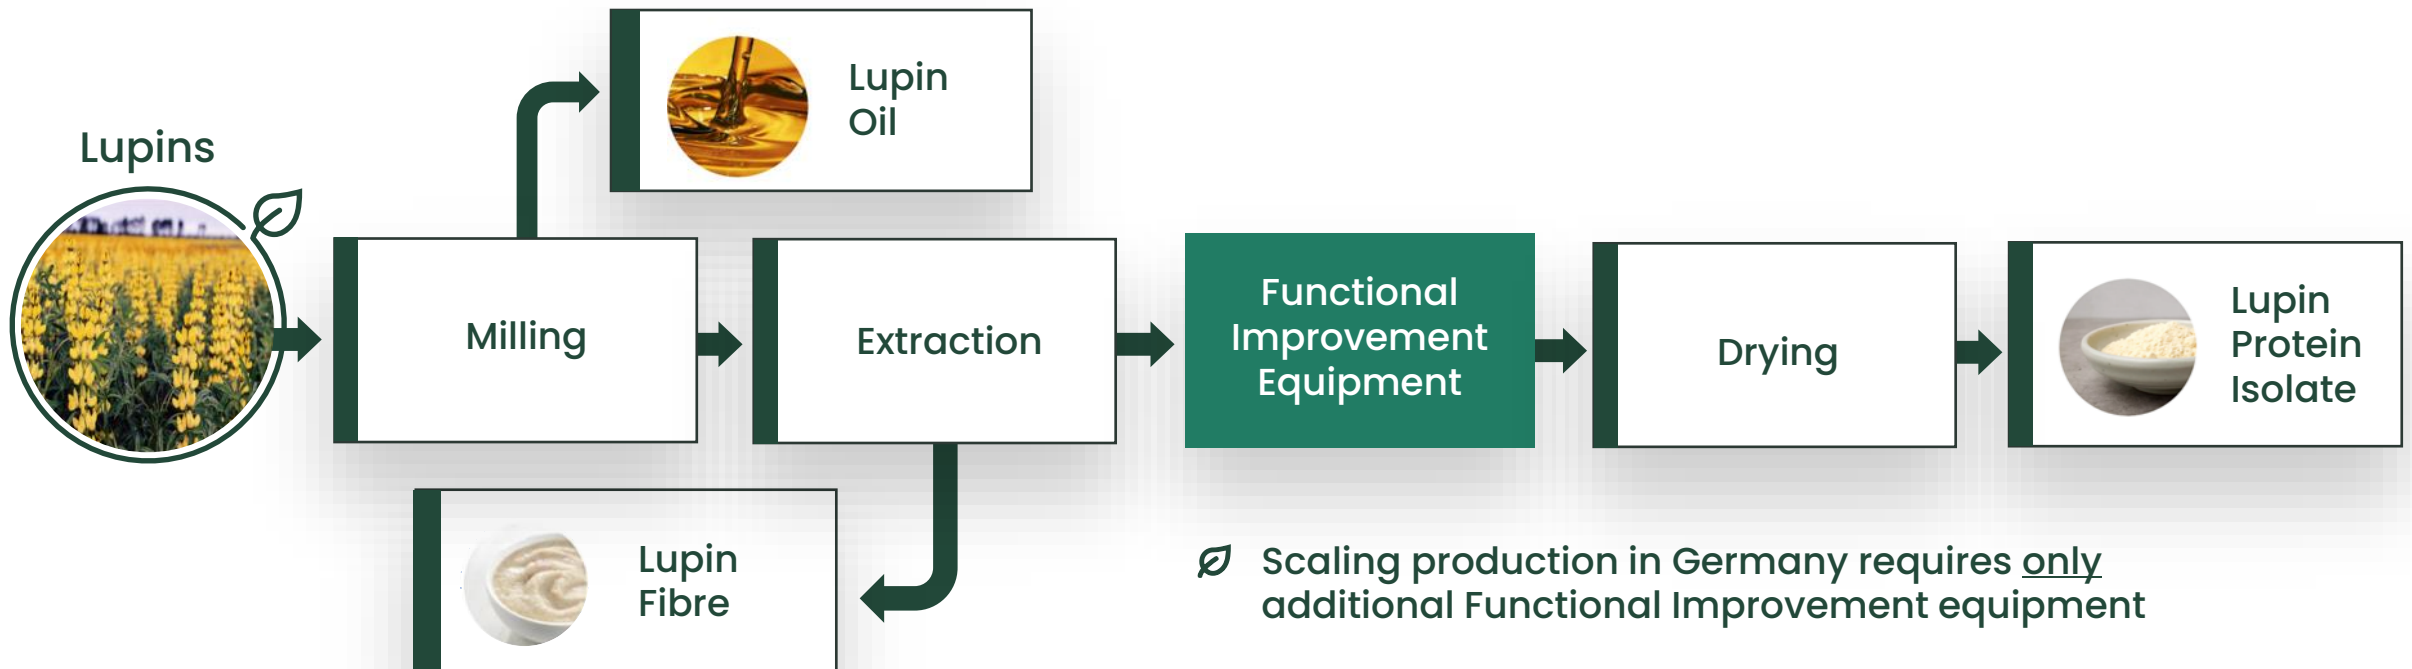 Lupins
Lupin
Oil
Milling
Extraction
Functional
Improvement
Equipment
Drying
Lupin
Protein
Isolate
Lupin
Fibre
Scaling production in Germany requires only
additional Functional Improvement equipment